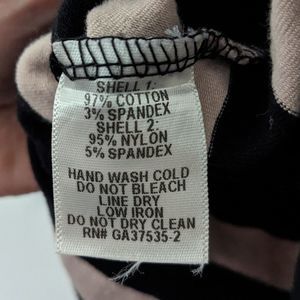 SHELL 1:
97% COTTON
3% SPANDEX
SHELL 2:
95% NYLON
5% SPANDEX
HAND WASH COLD
DO NOT BLEACH
LINE DRY
LOW IRON
DO NOT DRY CLEAN
RN# GA37535-2